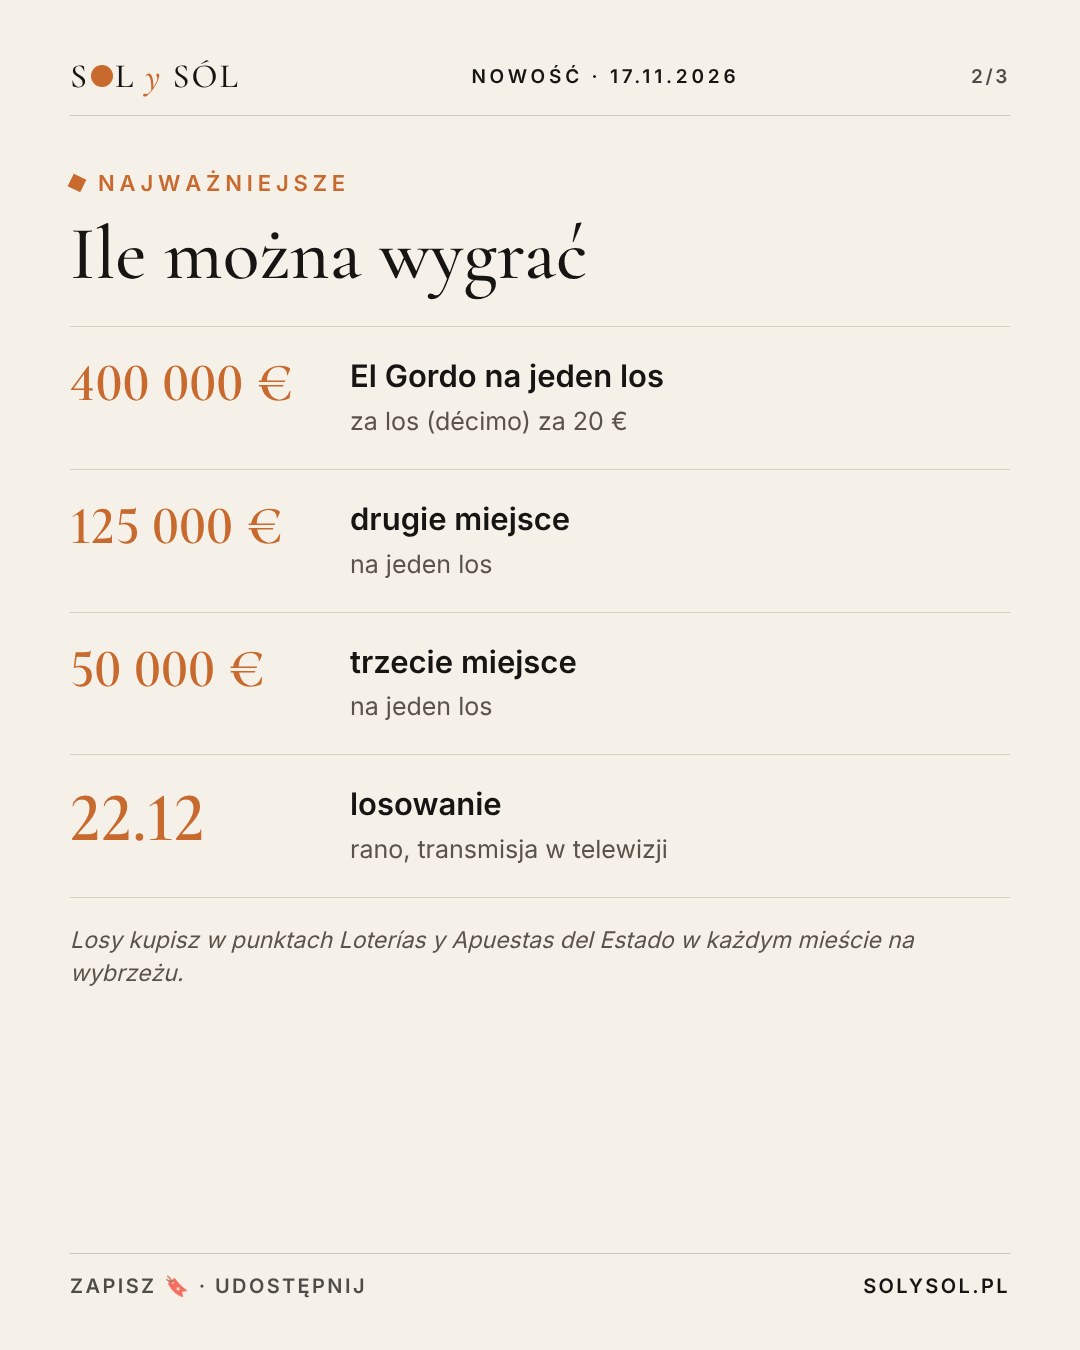 SOL y SÓL
NOWOŚĆ · 17.11.2026
2/3
NAJWAŻNIEJSZE
Ile można wygrać
400 000 €
El Gordo na jeden los
za los (décimo) za 20 €
125 000 €
drugie miejsce
na jeden los
50 000 €
trzecie miejsce
na jeden los
22.12
losowanie
rano, transmisja w telewizji
Losy kupisz w punktach Loterías y Apuestas del Estado w każdym mieście na
wybrzeżu.
ZAPISZ 🔖 · UDOSTĘPNIJ
SOLYSOL.PL